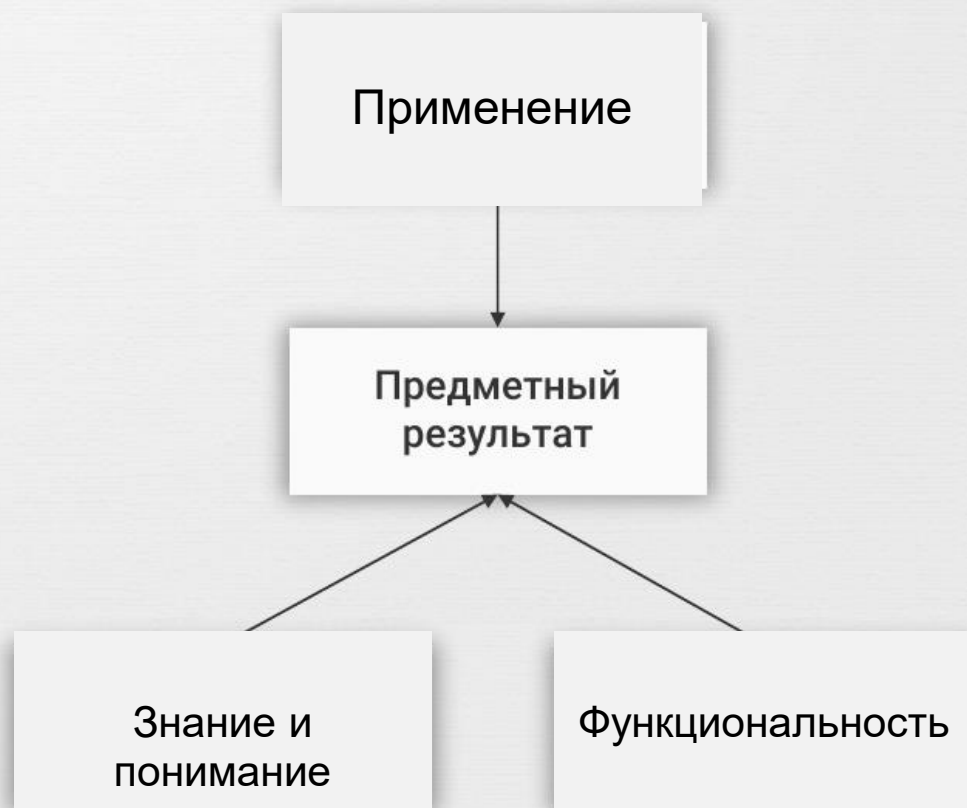 Применение
Предметный
результат
Знание и
понимание
Функциональность